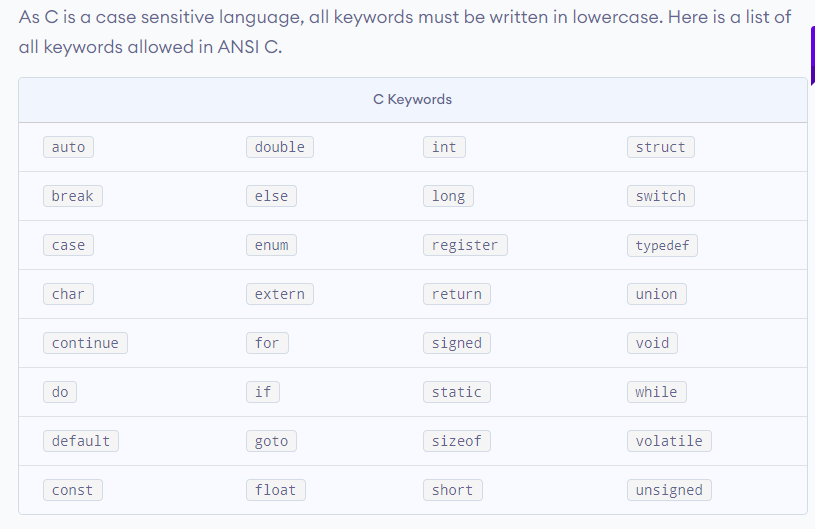 As C is a case sensitive language, all keywords must be written in lowercase. Here is a list of
all keywords allowed in ANSI C.
C Keywords
auto double int struct
break else long switch
case enum register typedef
char extern return union
continue for signed void
do if static while
default goto sizeof volatile
const float short unsigned